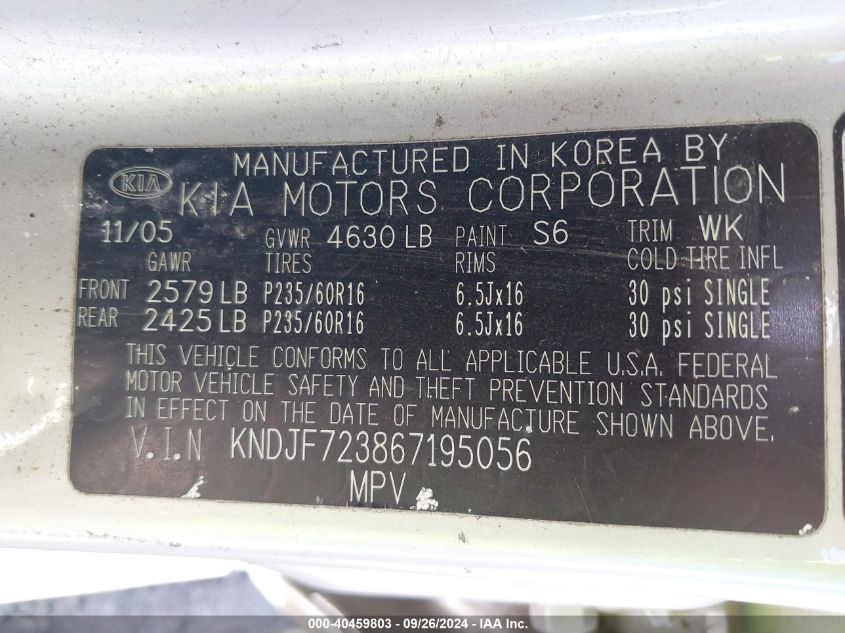 MANUFACTURED IN KOREA BY
KIA KIA MOTORS CORPORATION
11/05 GVWR 4630 LB PAINT S6 TRIM WK
GAWR TIRES RIMS COLD TIRE INFL
FRONT 2579 LB P235/60R16 6.5Jx16 30 psi SINGLE
REAR 2425 LB P235/60R16 6.5Jx16 30 psi SINGLE
THIS VEHICLE CONFORMS TO ALL APPLICABLE U.S.A. FEDERAL
MOTOR VEHICLE SAFETY AND THEFT PREVENTION STANDARDS
IN EFFECT ON THE DATE OF MANUFACTURE SHOWN ABOVE.
V.I.N KNDJF723867195056
MPV
000-40459803 - 09/26/2024 - IAA Inc.